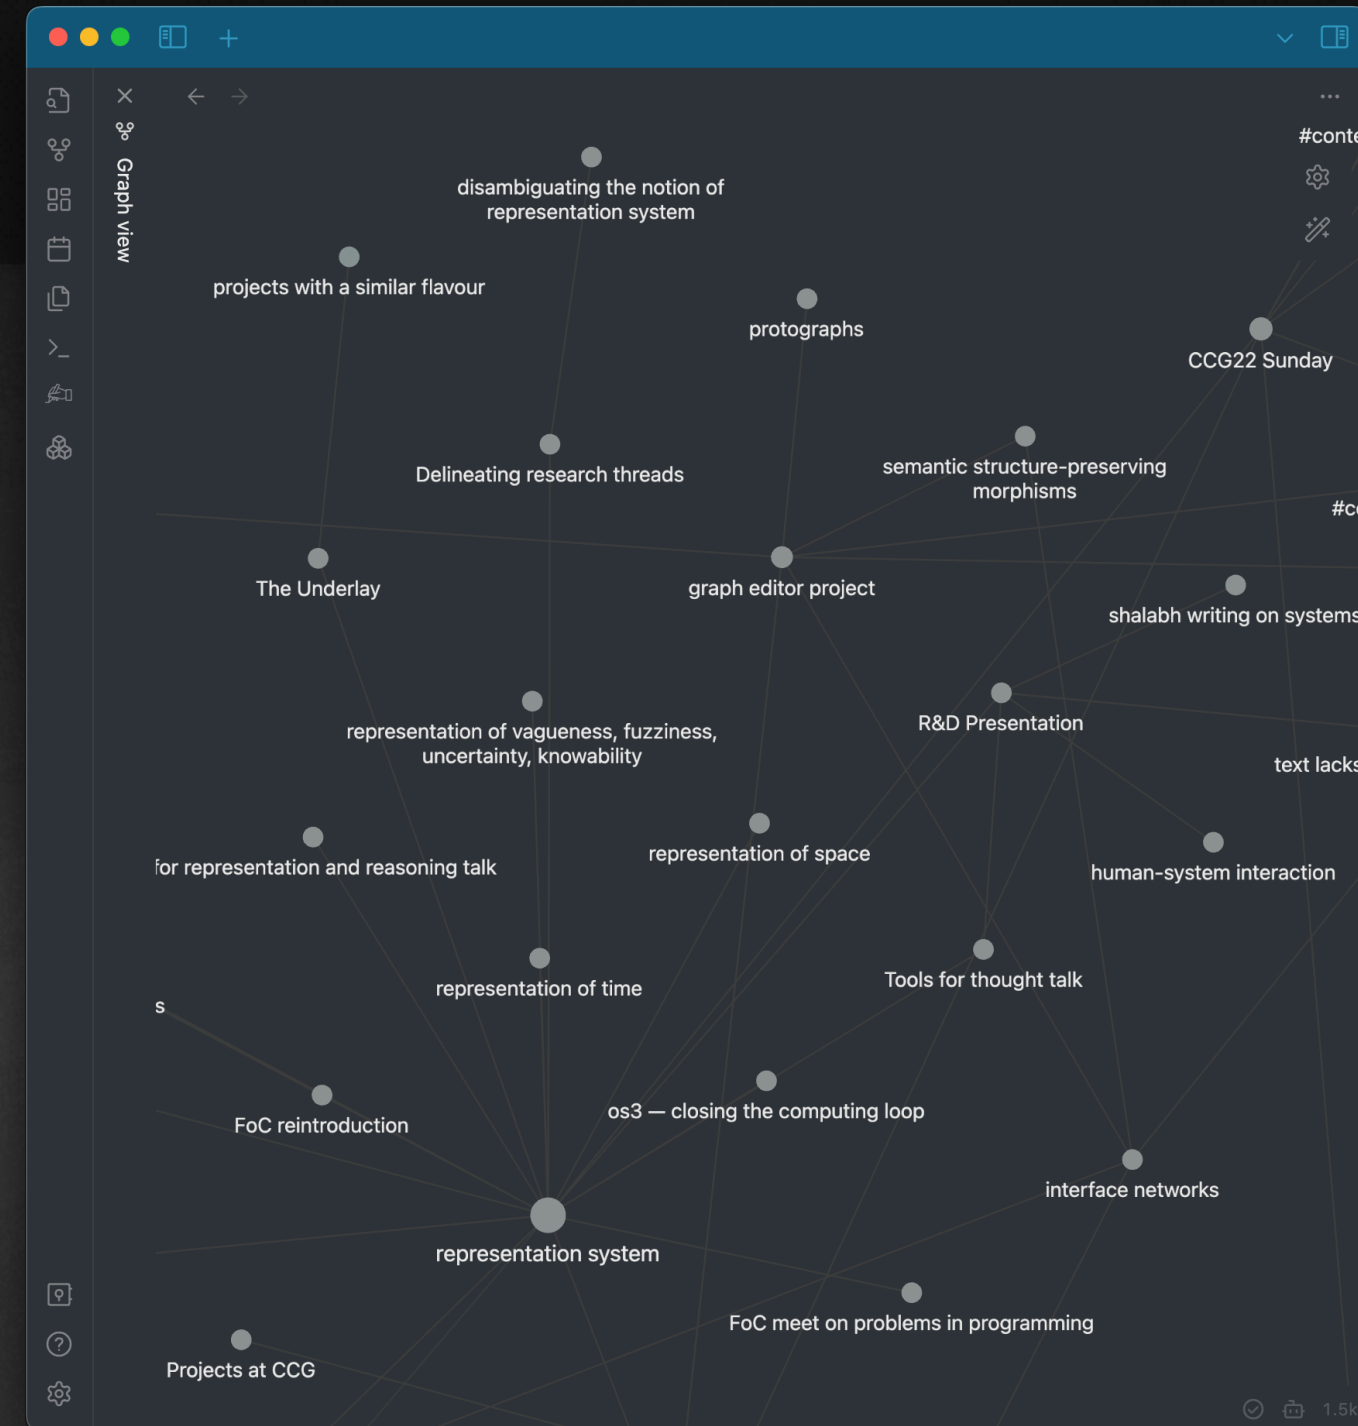 Graph view
#conte
disambiguating the notion of
representation system
projects with a similar flavour
protographs
CCG22 Sunday
semantic structure-preserving
morphisms
Delineating research threads
#co
The Underlay
graph editor project
shalabh writing on systems
representation of vagueness, fuzziness,
uncertainty, knowability
R&D Presentation
text lacks
for representation and reasoning talk
representation of space
human-system interaction
representation of time
Tools for thought talk
s
FoC reintroduction
os3 — closing the computing loop
interface networks
representation system
FoC meet on problems in programming
Projects at CCG
1.5k